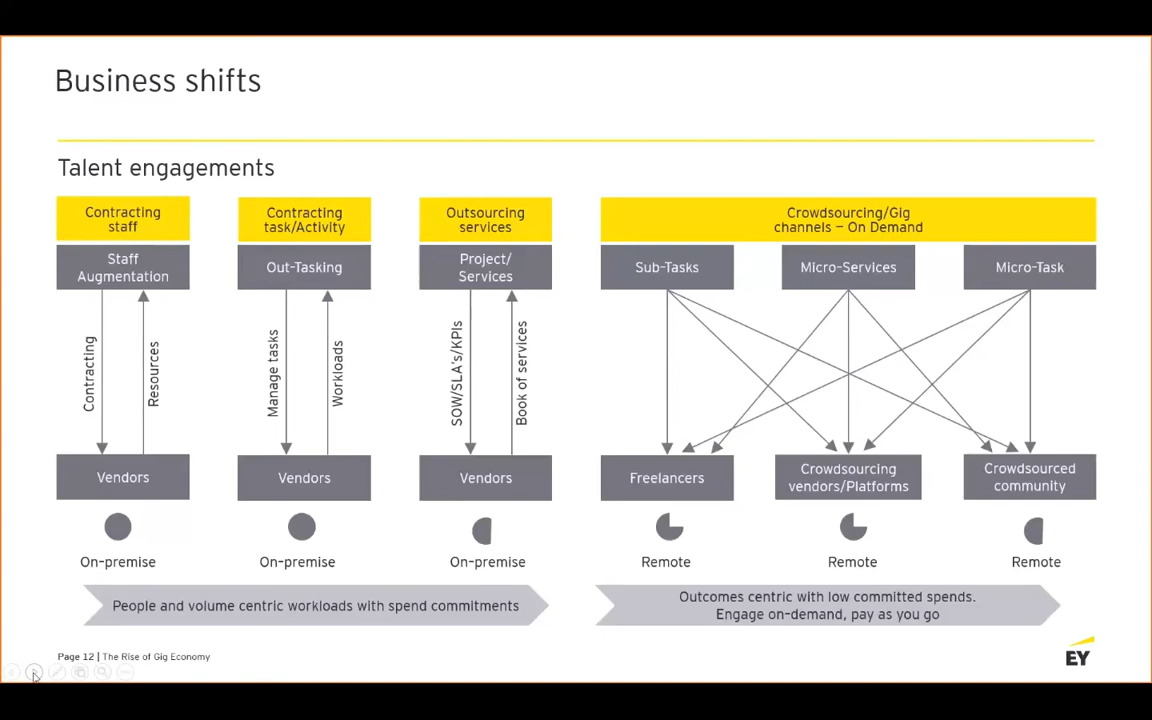 Business shifts
Talent engagements
Contracting
staff
Contracting
task/Activity
Outsourcing
services
Crowdsourcing/Gig
channels – On Demand
Staff
Augmentation
Out-Tasking
Project/
Services
Sub-Tasks
Micro-Services
Micro-Task
Contracting
Resources
Manage tasks
Workloads
SOW/SLA's/KPIs
Book of services
Vendors
Vendors
Vendors
Freelancers
Crowdsourcing
vendors/Platforms
Crowdsourced
community
On-premise
On-premise
On-premise
Remote
Remote
Remote
People and volume centric workloads with spend commitments
Outcomes centric with low committed spends.
Engage on-demand, pay as you go
Page 12 | The Rise of Gig Economy
EY